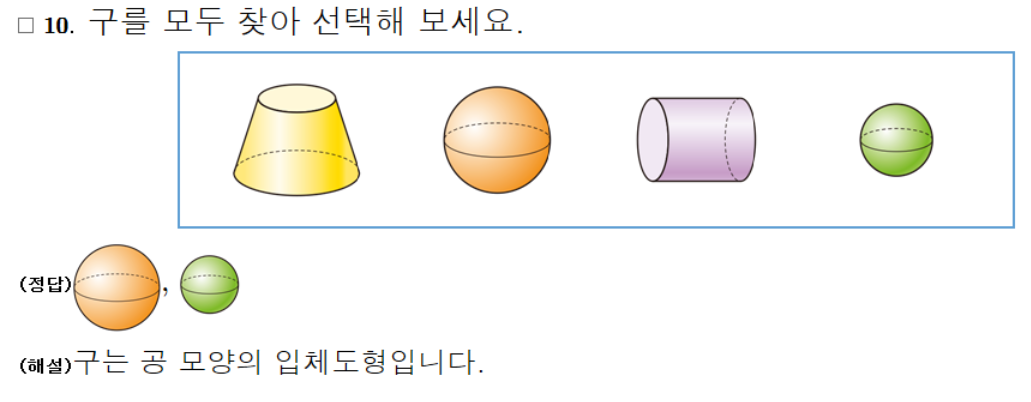 □ 10. 구를 모두 찾아 선택해 보세요.
(정답) ,
(해설)구는 공 모양의 입체도형입니다.